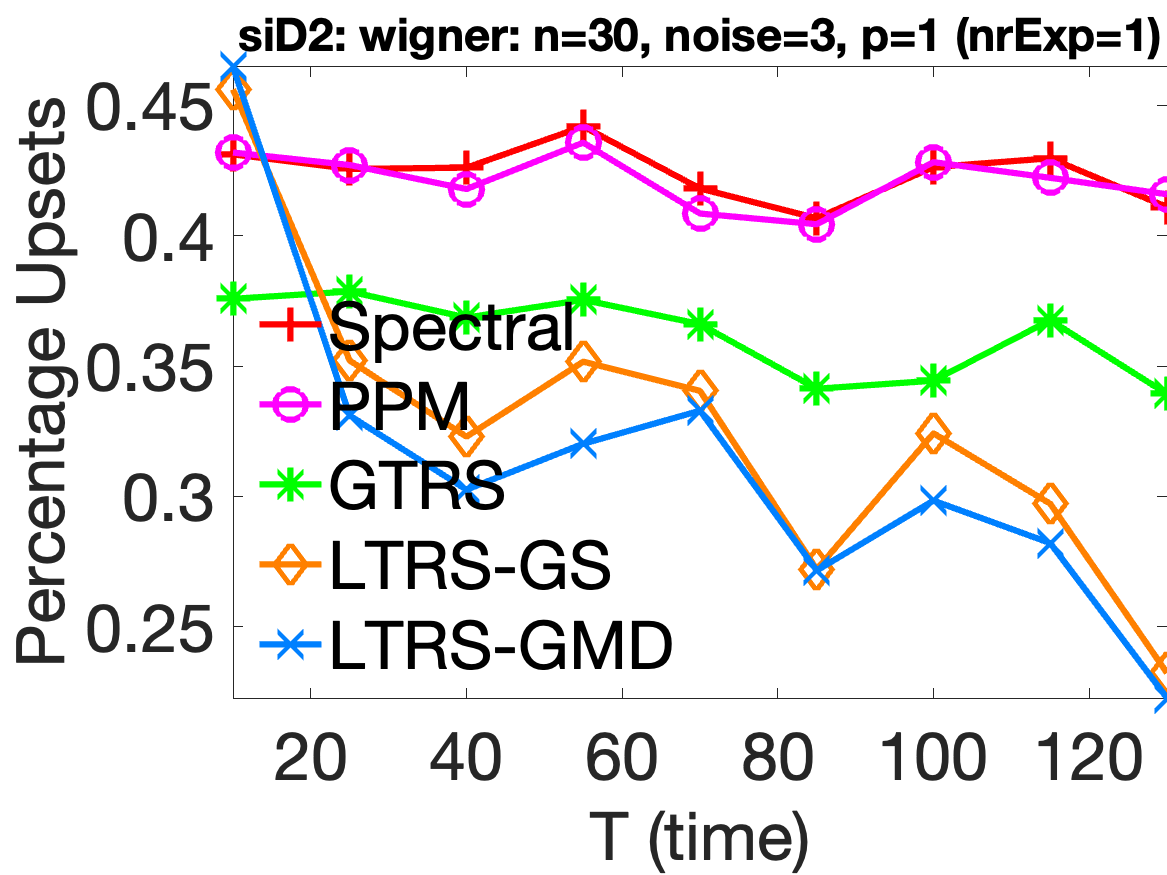 siD2: wigner: n=30, noise=3, p=1 (nrExp=1)
Percentage Upsets
0.45
0.4
0.35
0.3
0.25
Spectral
PPM
GTRS
LTRS-GS
LTRS-GMD
20 40 60 80 100 120
T (time)